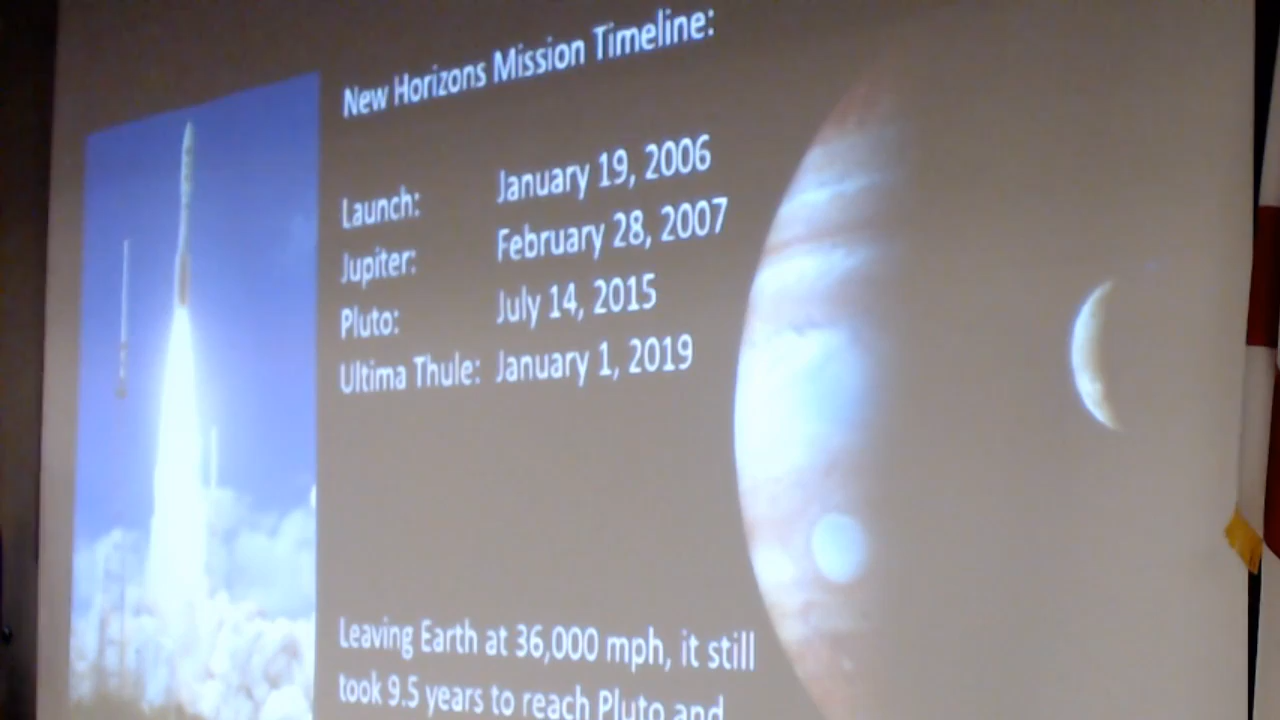 New Horizons Mission Timeline:
Launch: January 19, 2006
Jupiter: February 28, 2007
Pluto: July 14, 2015
Ultima Thule: January 1, 2019
Leaving Earth at 36,000 mph, it still
took 9.5 years to reach Pluto and